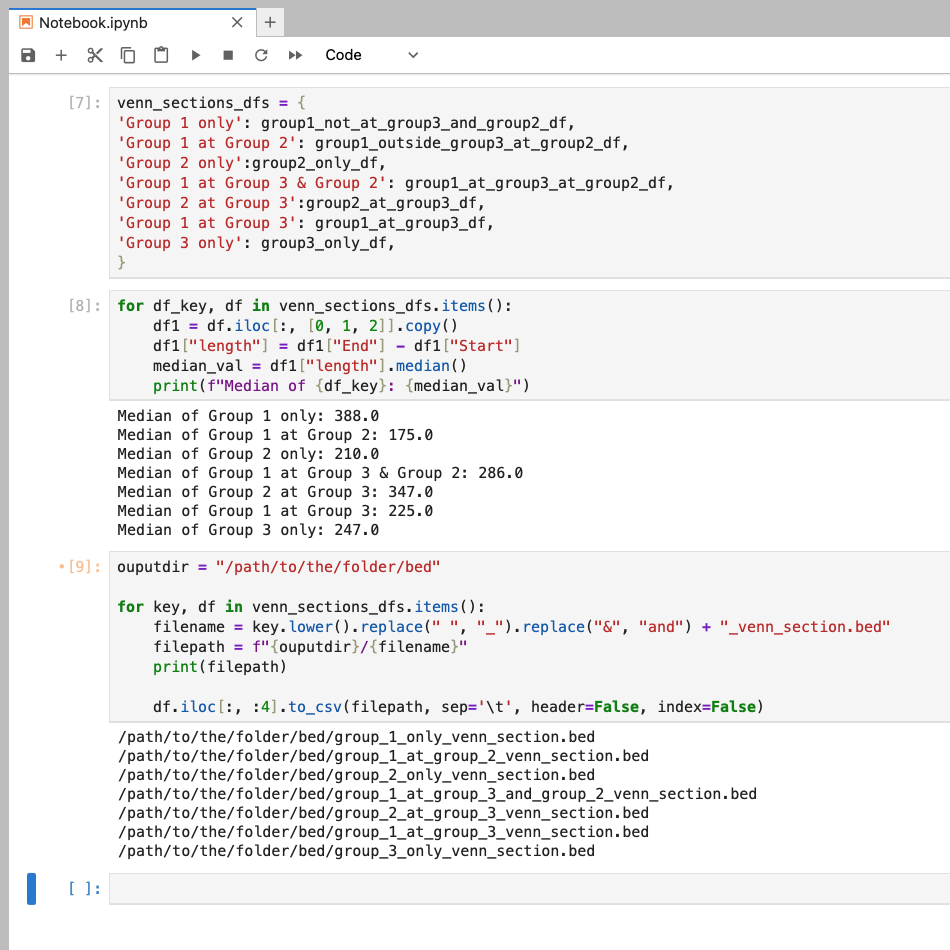 Notebook.ipynb
Code
[7]:
venn_sections_dfs = {
'Group 1 only': group1_not_at_group3_and_group2_df,
'Group 1 at Group 2': group1_outside_group3_at_group2_df,
'Group 2 only':group2_only_df,
'Group 1 at Group 3 & Group 2': group1_at_group3_at_group2_df,
'Group 2 at Group 3':group2_at_group3_df,
'Group 1 at Group 3': group1_at_group3_df,
'Group 3 only': group3_only_df,
}
[8]:
for df_key, df in venn_sections_dfs.items():
    df1 = df.iloc[:, [0, 1, 2]].copy()
    df1["length"] = df1["End"] - df1["Start"]
    median_val = df1["length"].median()
    print(f"Median of {df_key}: {median_val}")
Median of Group 1 only: 388.0
Median of Group 1 at Group 2: 175.0
Median of Group 2 only: 210.0
Median of Group 1 at Group 3 & Group 2: 286.0
Median of Group 2 at Group 3: 347.0
Median of Group 1 at Group 3: 225.0
Median of Group 3 only: 247.0
•[9]:
ouputdir = "/path/to/the/folder/bed"
for key, df in venn_sections_dfs.items():
    filename = key.lower().replace(" ", "_").replace("&", "and") + "_venn_section.bed"
    filepath = f"{ouputdir}/{filename}"
    print(filepath)
    df.iloc[:, :4].to_csv(filepath, sep='\t', header=False, index=False)
/path/to/the/folder/bed/group_1_only_venn_section.bed
/path/to/the/folder/bed/group_1_at_group_2_venn_section.bed
/path/to/the/folder/bed/group_2_only_venn_section.bed
/path/to/the/folder/bed/group_1_at_group_3_and_group_2_venn_section.bed
/path/to/the/folder/bed/group_2_at_group_3_venn_section.bed
/path/to/the/folder/bed/group_1_at_group_3_venn_section.bed
/path/to/the/folder/bed/group_3_only_venn_section.bed
[ ]: